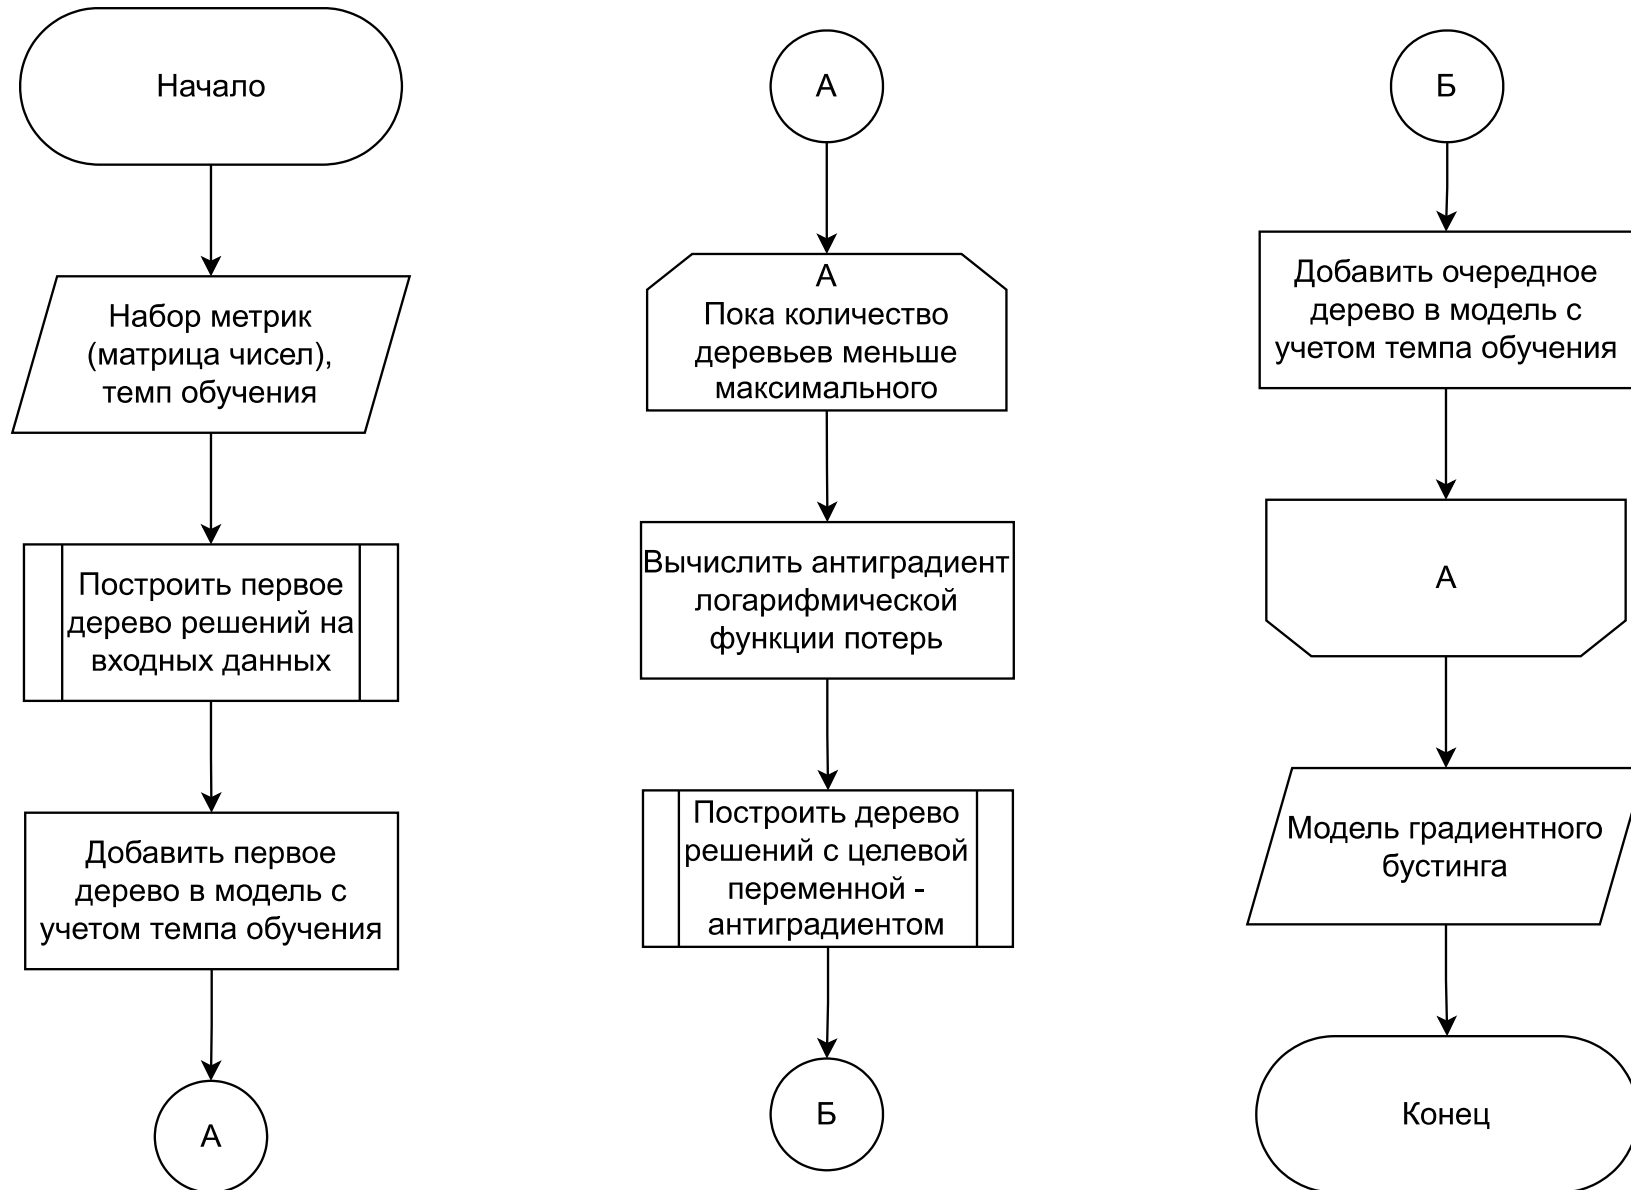 Начало
Набор метрик
(матрица чисел),
темп обучения
Построить первое
дерево решений на
входных данных
Добавить первое
дерево в модель с
учетом темпа обучения
А
А
А
Пока количество
деревьев меньше
максимального
Вычислить антиградиент
логарифмической
функции потерь
Построить дерево
решений с целевой
переменной -
антиградиентом
Б
Б
Добавить очередное
дерево в модель с
учетом темпа обучения
А
Модель градиентного
бустинга
Конец